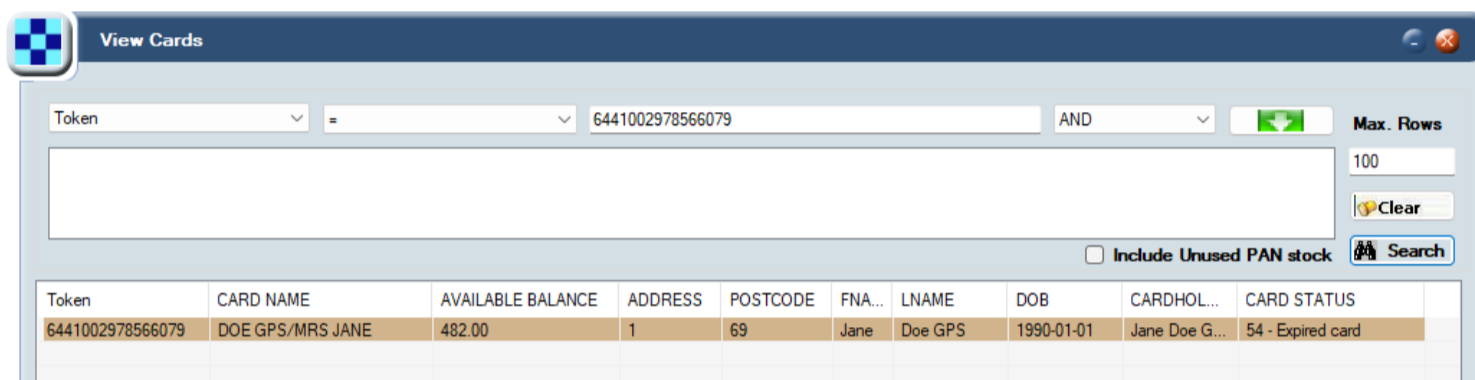 View Cards
Token = 6441002978566079 AND Max. Rows
100
Clear
Include Unused PAN stock Search
Token CARD NAME AVAILABLE BALANCE ADDRESS POSTCODE FNA... LNAME DOB CARDHOL... CARD STATUS
6441002978566079 DOE GPS/MRS JANE 482.00 1 69 Jane Doe GPS 1990-01-01 Jane Doe G... 54 - Expired card